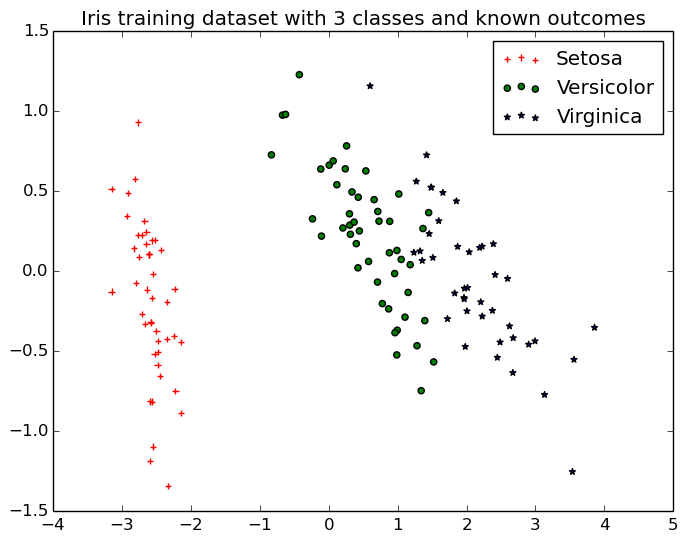 Iris training dataset with 3 classes and known outcomes
Setosa
Versicolor
Virginica
1.5
1.0
0.5
0.0
−0.5
−1.0
−1.5
−4 −3 −2 −1 0 1 2 3 4 5